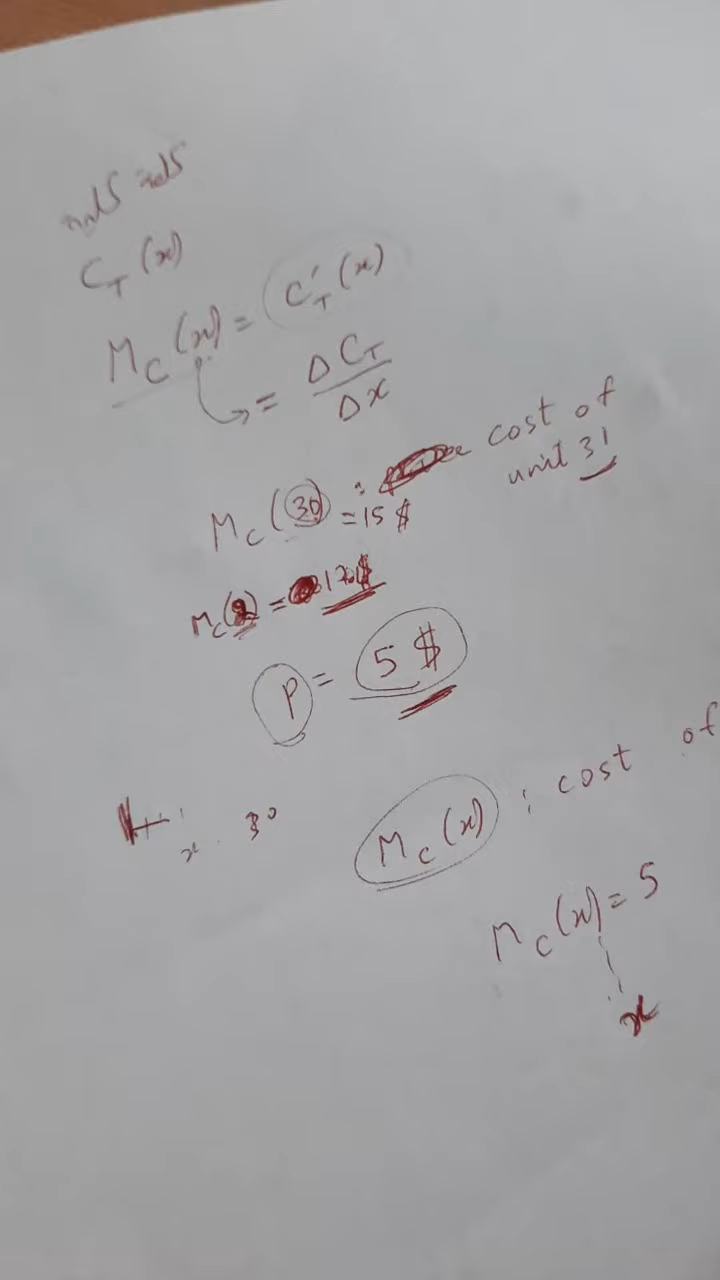 C_T (x)
M_C (x) = C'_T (x)
= ΔC_T / Δx
M_C (30) : cost of
unit 31
= 15 $
M_C( ) =
P = 5 $
x 30
M_C (x) : cost of
M_C (x) = 5
x